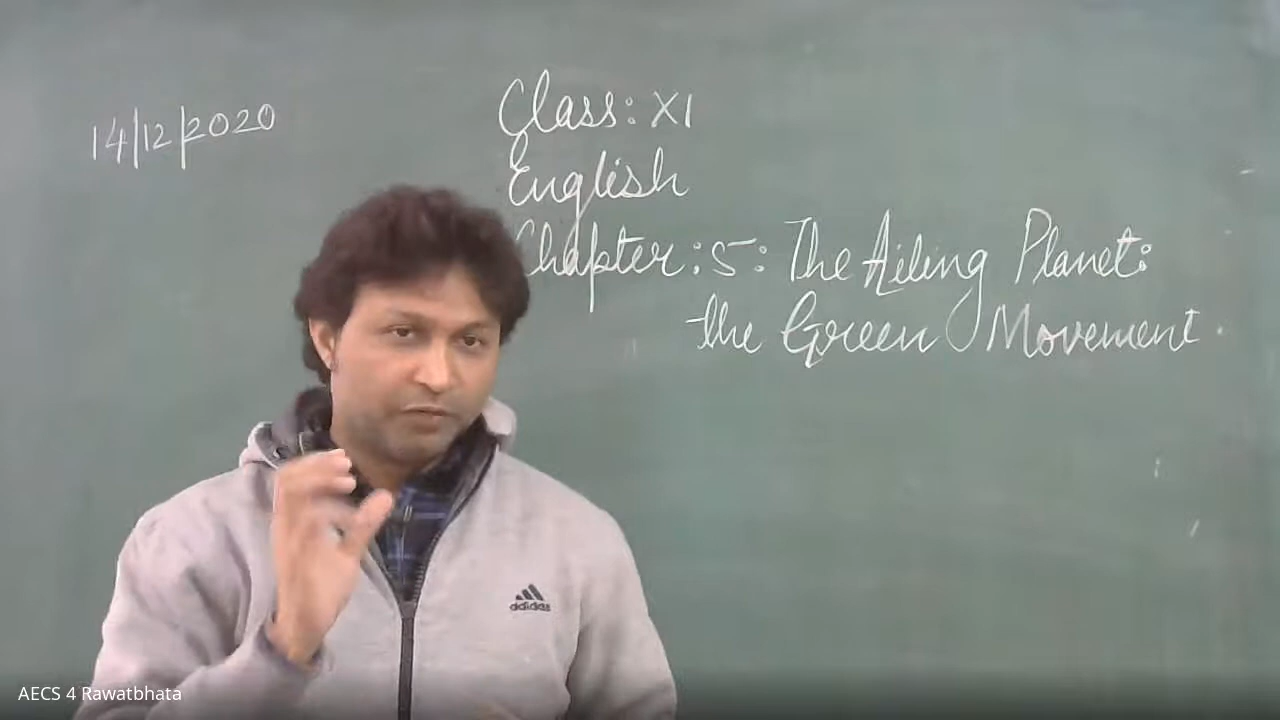 14/12/2020
Class: XI
English
Chapter: 5: The Ailing Planet:
the Green Movement.
adidas
AECS 4 Rawatbhata